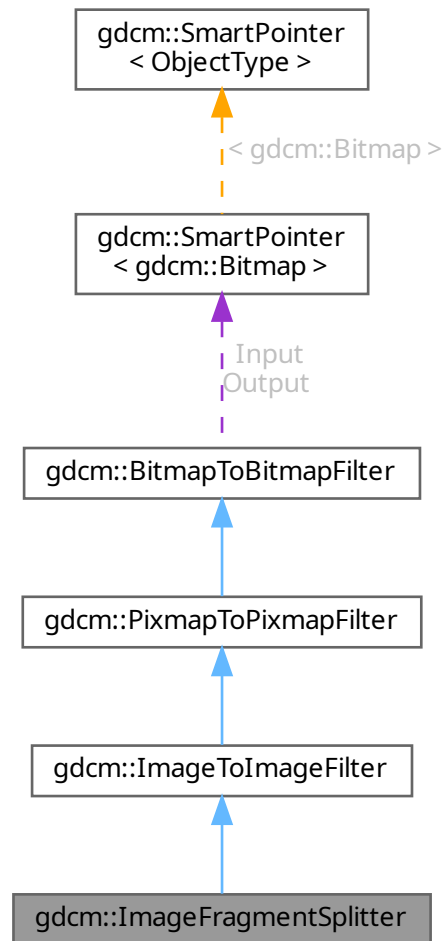 gdcm::SmartPointer
< ObjectType >
< gdcm::Bitmap >
gdcm::SmartPointer
< gdcm::Bitmap >
Input
Output
gdcm::BitmapToBitmapFilter
gdcm::PixmapToPixmapFilter
gdcm::ImageToImageFilter
gdcm::ImageFragmentSplitter